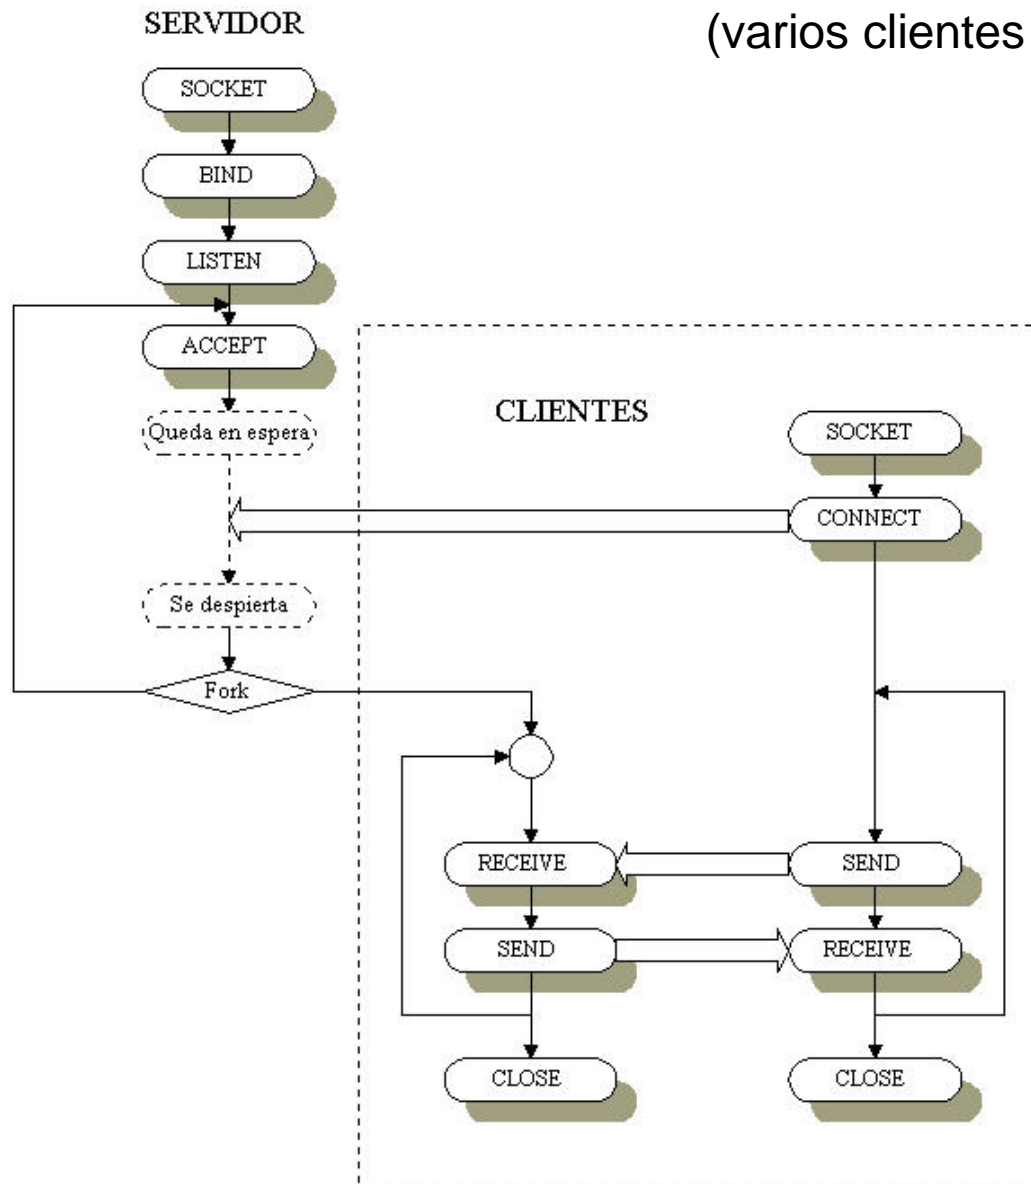 SERVIDOR
(varios clientes
SOCKET
BIND
LISTEN
ACCEPT
Queda en espera
CLIENTES
SOCKET
CONNECT
Se despierta
Fork
RECEIVE
SEND
SEND
RECEIVE
CLOSE
CLOSE